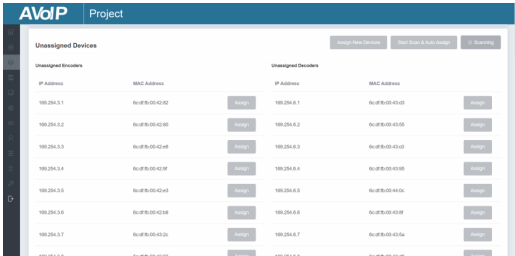 AVoIP Project
Unassigned Devices
Assign New Devices
Start Scan & Auto Assign
Scanning
Unassigned Encoders
Unassigned Decoders
IP Address MAC Address IP Address MAC Address
169.254.3.1 6c:df:fb:00:42:82 Assign 169.254.6.1 6c:df:fb:00:43:d3 Assign
169.254.3.2 6c:df:fb:00:42:80 Assign 169.254.6.2 6c:df:fb:00:43:55 Assign
169.254.3.3 6c:df:fb:00:42:e8 Assign 169.254.6.3 6c:df:fb:00:43:c0 Assign
169.254.3.4 6c:df:fb:00:42:9f Assign 169.254.6.4 6c:df:fb:00:43:95 Assign
169.254.3.5 6c:df:fb:00:42:e3 Assign 169.254.6.5 6c:df:fb:00:44:0c Assign
169.254.3.6 6c:df:fb:00:42:b8 Assign 169.254.6.6 6c:df:fb:00:43:6f Assign
169.254.3.7 6c:df:fb:00:43:2c Assign 169.254.6.7 6c:df:fb:00:43:5a Assign